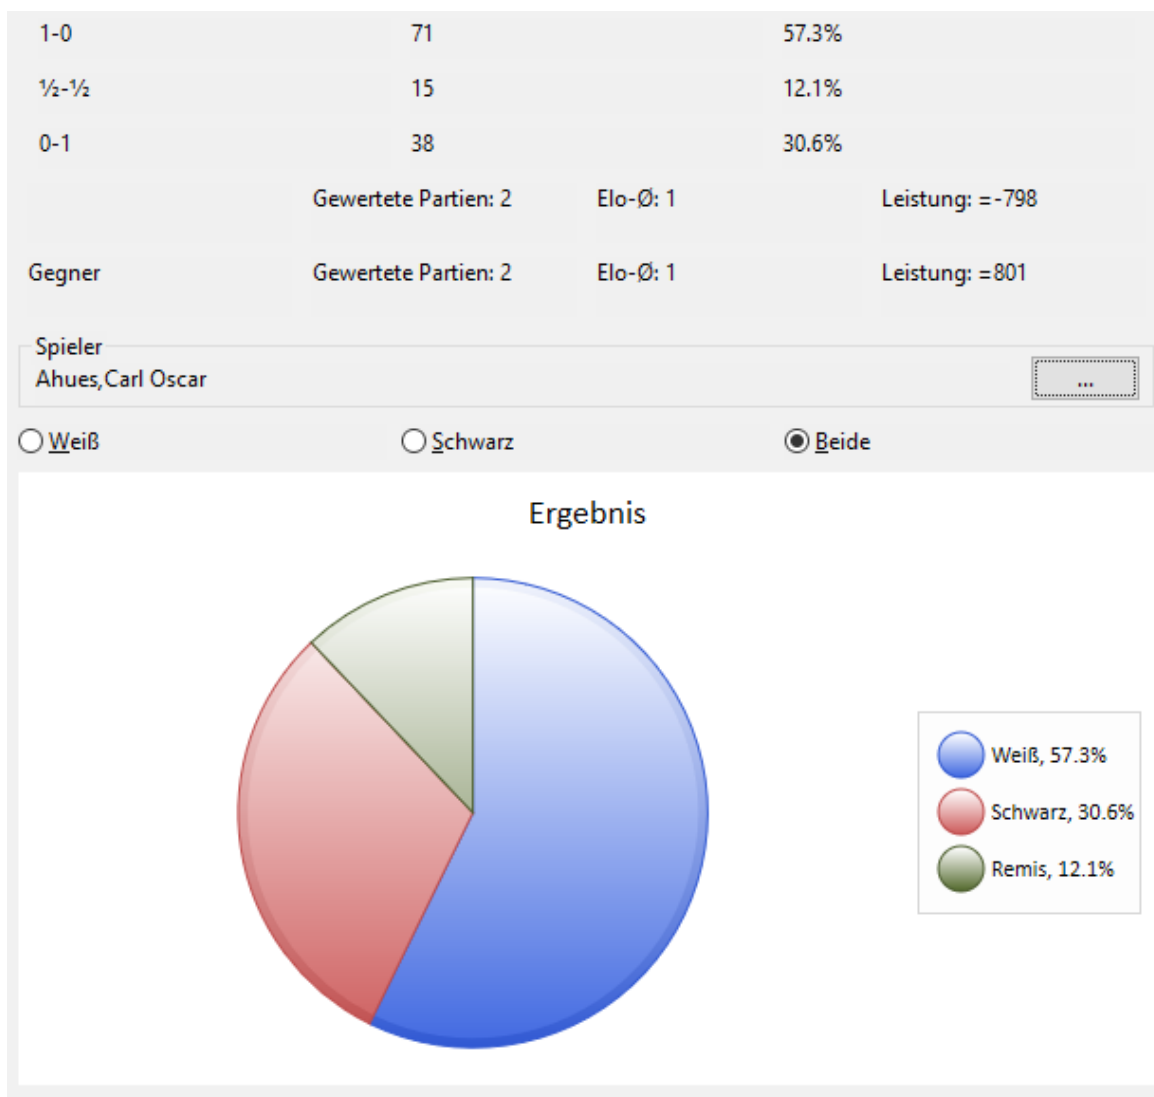 1-0 71 57.3%
½-½ 15 12.1%
0-1 38 30.6%
Gewertete Partien: 2 Elo-Ø: 1 Leistung: =-798
Gegner Gewertete Partien: 2 Elo-Ø: 1 Leistung: =801
Spieler
Ahues,Carl Oscar ...
Weiß Schwarz Beide
Ergebnis
Weiß, 57.3%
Schwarz, 30.6%
Remis, 12.1%